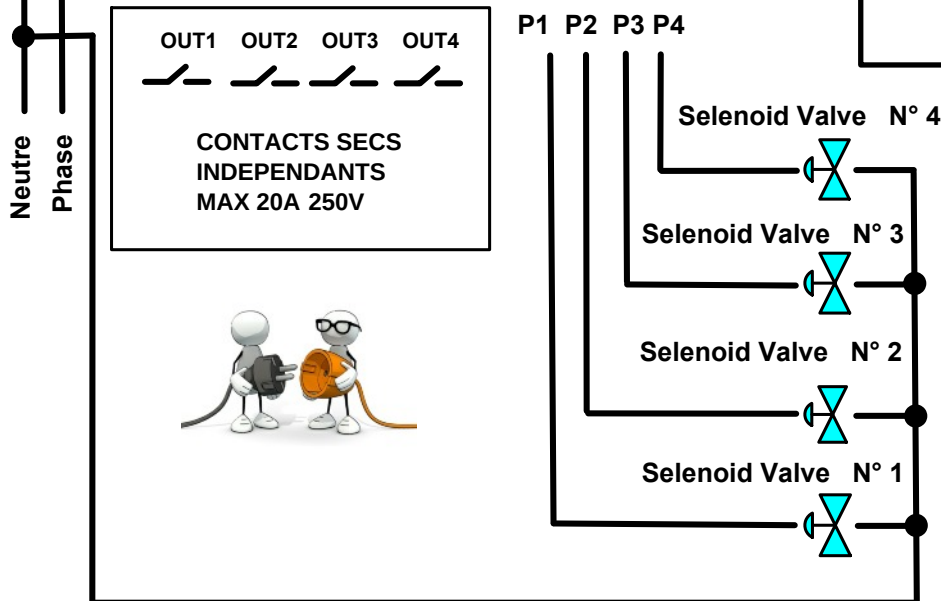 OUT1 OUT2 OUT3 OUT4
CONTACTS SECS
INDEPENDANTS
MAX 20A 250V
Neutre
Phase
P1 P2 P3 P4
Selenoid Valve N° 4
Selenoid Valve N° 3
Selenoid Valve N° 2
Selenoid Valve N° 1